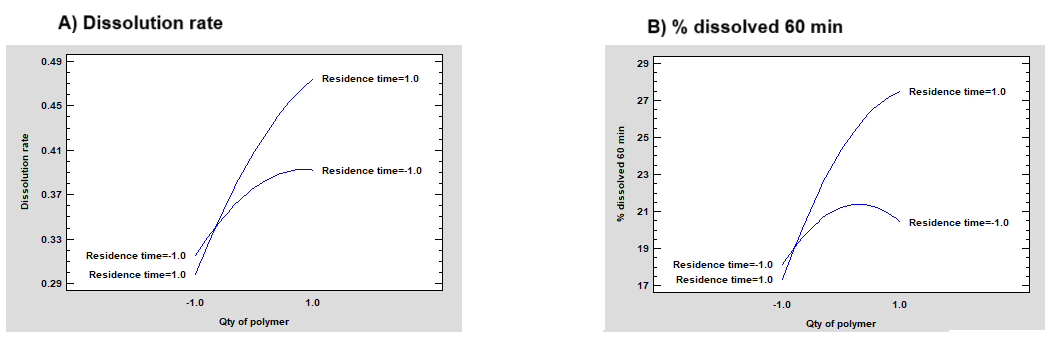 A) Dissolution rate
0.49
0.45
0.41
0.37
0.33
0.29
Dissolution rate
Residence time=1.0
Residence time=-1.0
Residence time=-1.0
Residence time=1.0
-1.0 1.0
Qty of polymer
B) % dissolved 60 min
29
27
25
23
21
19
17
% dissolved 60 min
Residence time=1.0
Residence time=-1.0
Residence time=-1.0
Residence time=1.0
-1.0 1.0
Qty of polymer